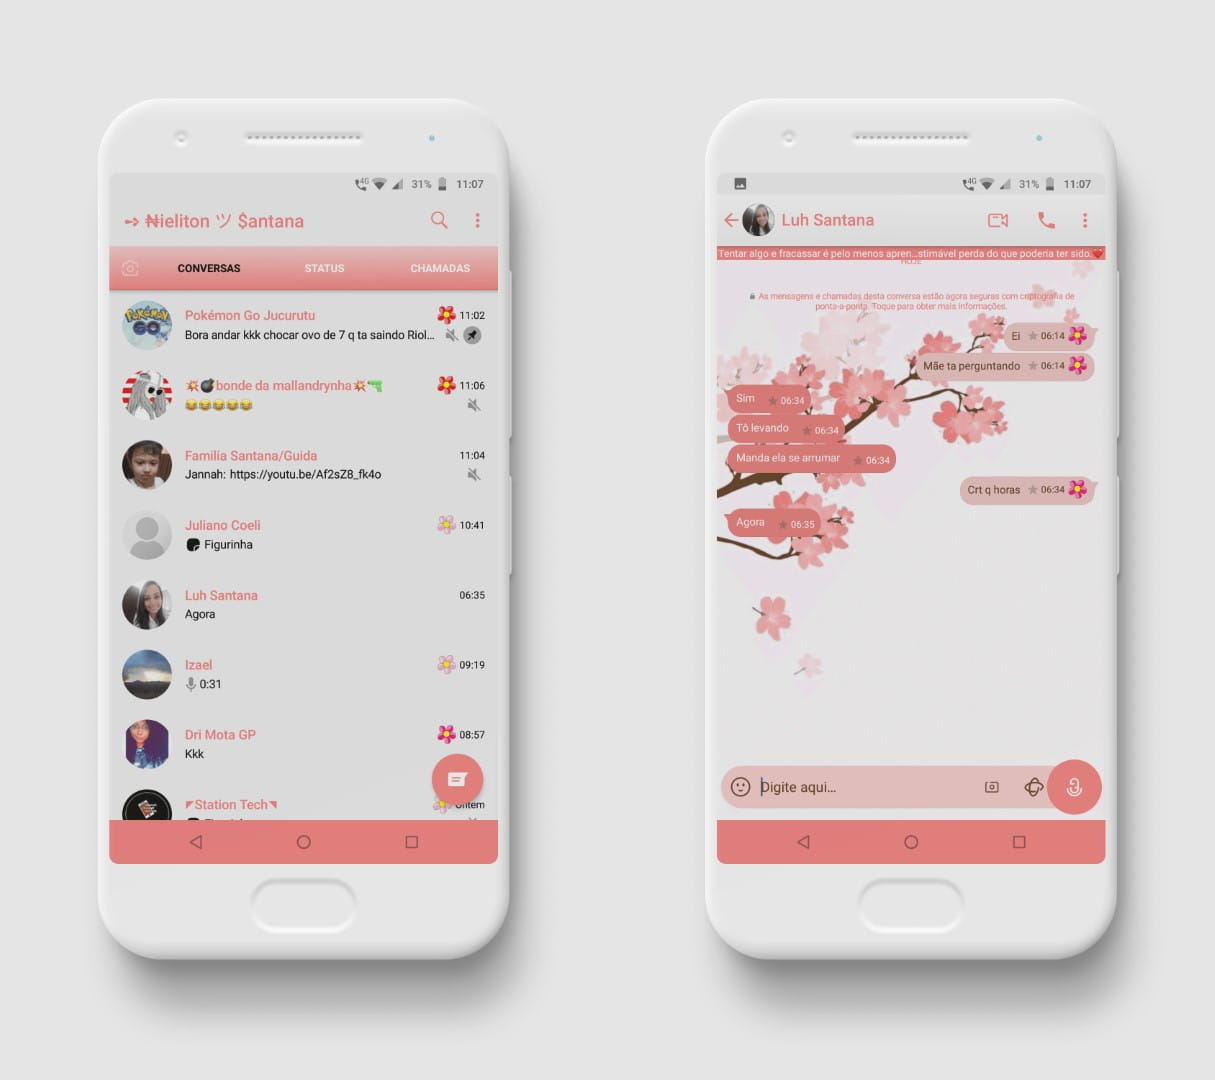 4G 31% 11:07
➺ ₦ieliton ツ $antana
CONVERSAS STATUS CHAMADAS
POKÉMON GO
Pokémon Go Jucurutu 11:02
Bora andar kkk chocar ovo de 7 q ta saindo Riol...
💥💣bonde da mallandrynha💥🔫 11:06
😂😂😂😂😂
Familia Santana/Guida 11:04
Jannah: https://youtu.be/Af2sZ8_fk4o
Juliano Coeli 10:41
Figurinha
Luh Santana 06:35
Agora
Izael 09:19
0:31
Dri Mota GP 08:57
Kkk
◤Station Tech◥
4G 31% 11:07
Luh Santana
Tentar algo e fracassar é pelo menos apren...stimável perda do que poderia ter sido.❤️
HOJE
As mensagens e chamadas desta conversa estão agora seguras com criptografia de
ponta-a-ponta. Toque para obter mais informações.
Ei ★ 06:14
Mãe ta perguntando ★ 06:14
Sim ★ 06:34
Tô levando ★ 06:34
Manda ela se arrumar ★ 06:34
Crt q horas ★ 06:34
Agora ★ 06:35
Digite aqui...